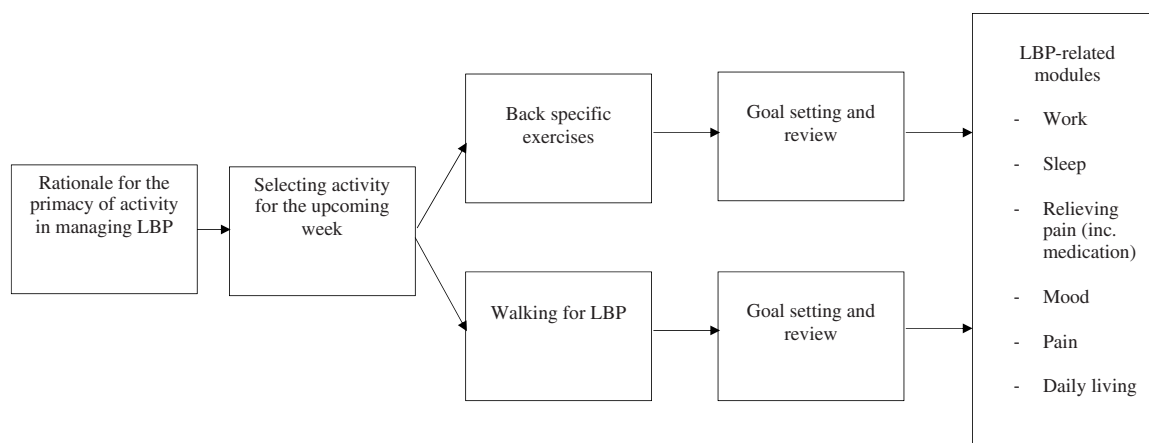 Rationale for the
primacy of activity
in managing LBP
Selecting activity
for the upcoming
week
Back specific
exercises
Goal setting and
review
Walking for LBP
Goal setting and
review
LBP-related
modules
- Work
- Sleep
- Relieving
pain (inc.
medication)
- Mood
- Pain
- Daily living